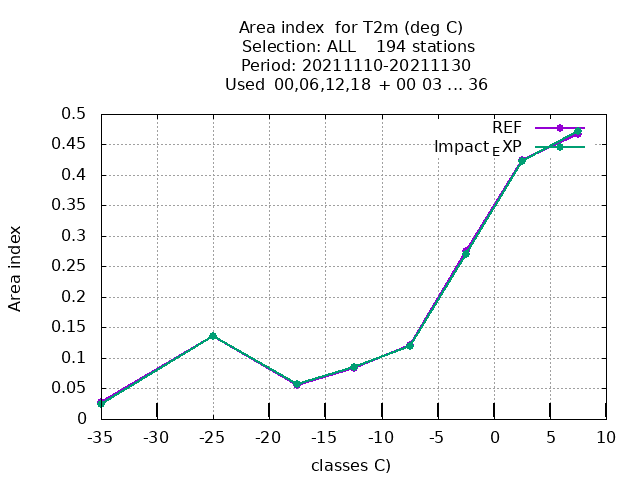 Area index  for T2m (deg C)
Selection: ALL    194 stations
Period: 20211110-20211130
Used  00,06,12,18 + 00 03 ... 36
0.5
REF
0.45
Impact_EXP
0.4
0.35
0.3
0.25
0.2
0.15
0.1
0.05
0
Area index
-35 -30 -25 -20 -15 -10 -5 0 5 10
classes C)